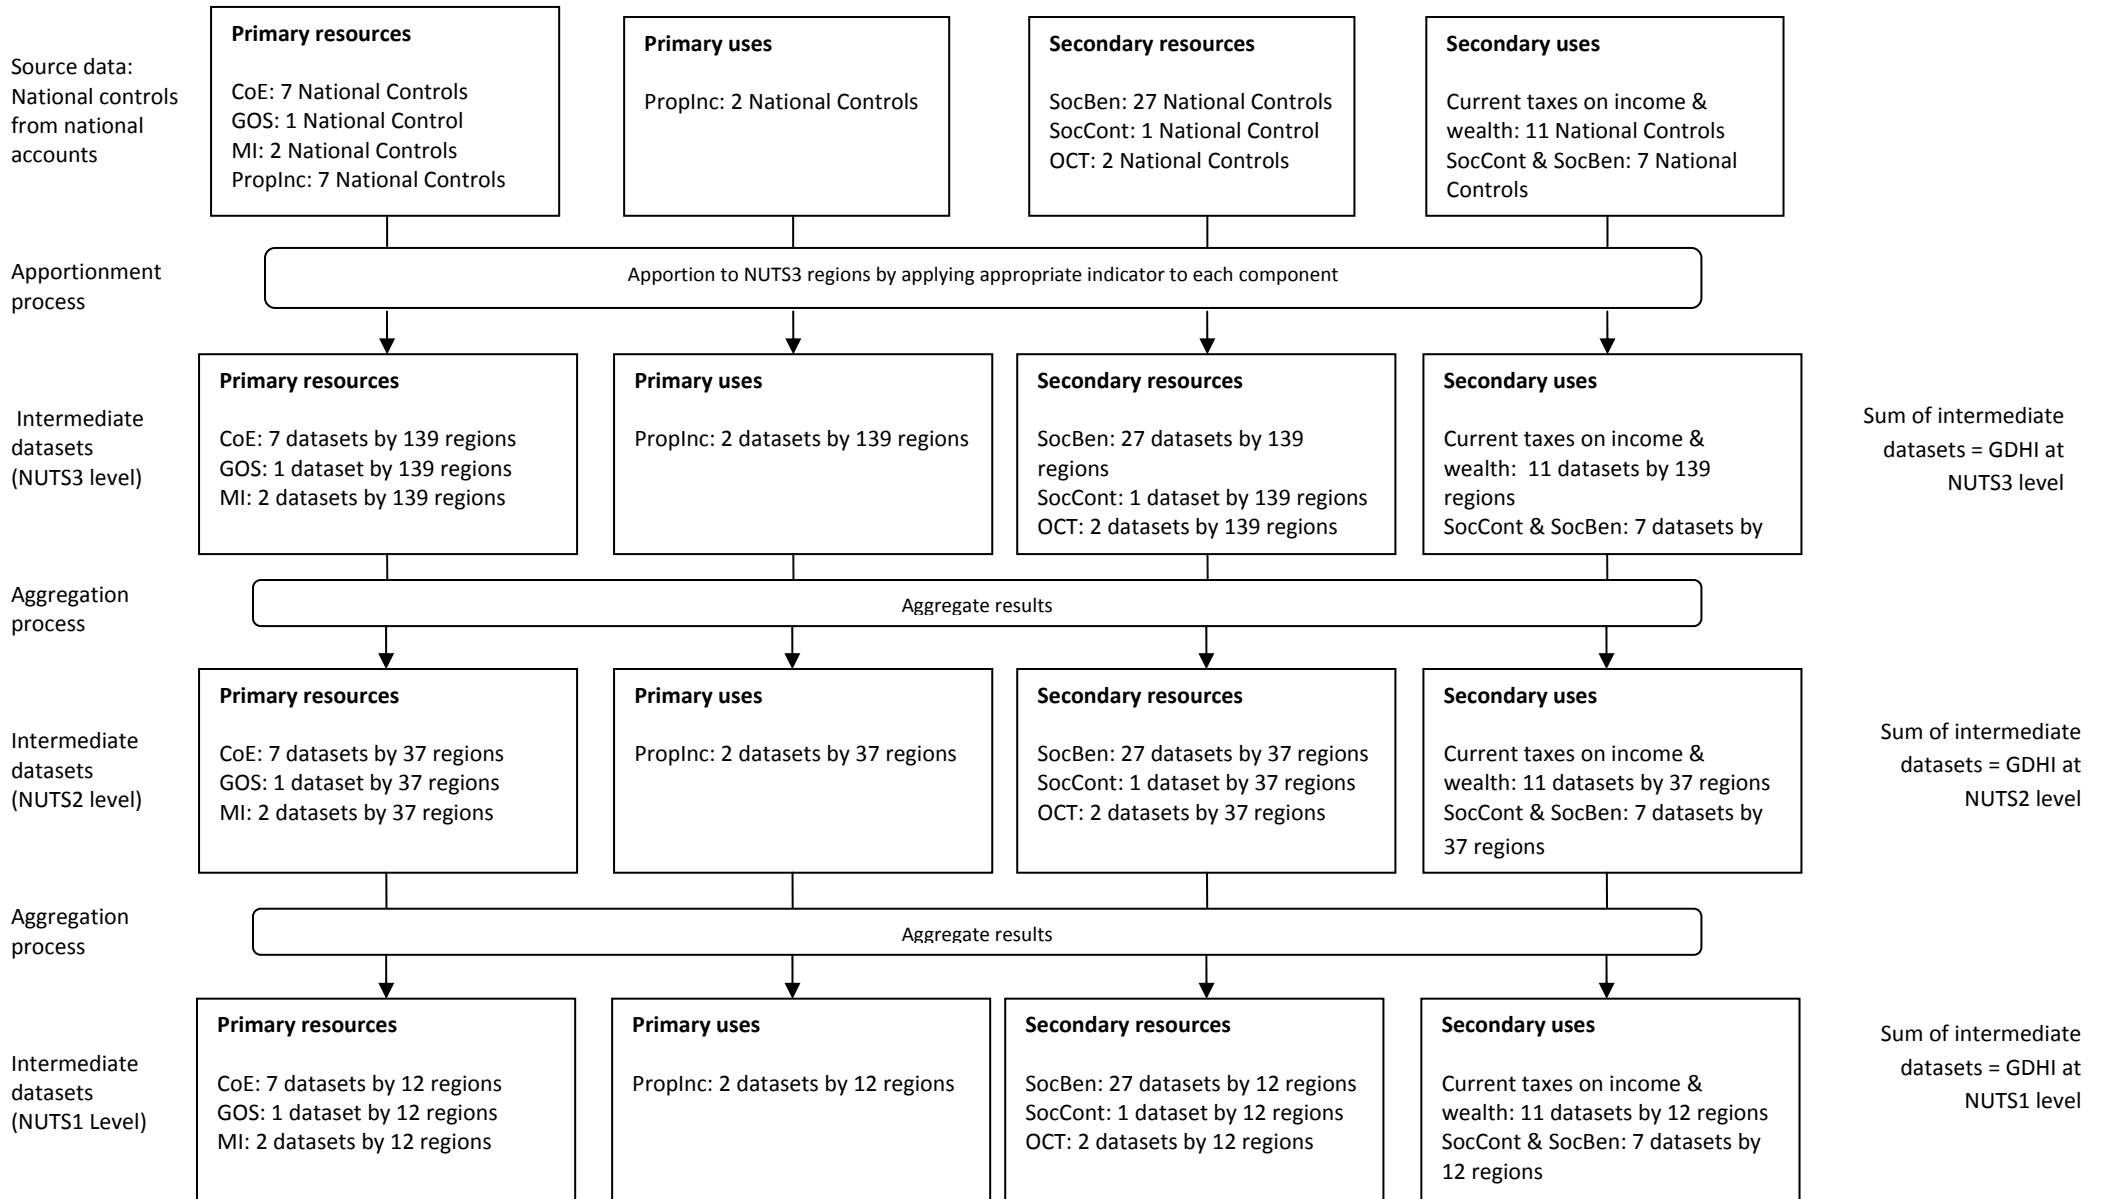 Source data:
National controls
from national
accounts
Primary resources
CoE: 7 National Controls
GOS: 1 National Control
MI: 2 National Controls
PropInc: 7 National Controls
Primary uses
PropInc: 2 National Controls
Secondary resources
SocBen: 27 National Controls
SocCont: 1 National Control
OCT: 2 National Controls
Secondary uses
Current taxes on income &
wealth: 11 National Controls
SocCont & SocBen: 7 National
Controls
Apportionment
process
Apportion to NUTS3 regions by applying appropriate indicator to each component
Intermediate
datasets
(NUTS3 level)
Primary resources
CoE: 7 datasets by 139 regions
GOS: 1 dataset by 139 regions
MI: 2 datasets by 139 regions
Primary uses
PropInc: 2 datasets by 139 regions
Secondary resources
SocBen: 27 datasets by 139
regions
SocCont: 1 dataset by 139 regions
OCT: 2 datasets by 139 regions
Secondary uses
Current taxes on income &
wealth: 11 datasets by 139
regions
SocCont & SocBen: 7 datasets by
Sum of intermediate
datasets = GDHI at
NUTS3 level
Aggregation
process
Aggregate results
Intermediate
datasets
(NUTS2 level)
Primary resources
CoE: 7 datasets by 37 regions
GOS: 1 dataset by 37 regions
MI: 2 datasets by 37 regions
Primary uses
PropInc: 2 datasets by 37 regions
Secondary resources
SocBen: 27 datasets by 37 regions
SocCont: 1 dataset by 37 regions
OCT: 2 datasets by 37 regions
Secondary uses
Current taxes on income &
wealth: 11 datasets by 37 regions
SocCont & SocBen: 7 datasets by
37 regions
Sum of intermediate
datasets = GDHI at
NUTS2 level
Aggregation
process
Aggregate results
Intermediate
datasets
(NUTS1 Level)
Primary resources
CoE: 7 datasets by 12 regions
GOS: 1 dataset by 12 regions
MI: 2 datasets by 12 regions
Primary uses
PropInc: 2 datasets by 12 regions
Secondary resources
SocBen: 27 datasets by 12 regions
SocCont: 1 dataset by 12 regions
OCT: 2 datasets by 12 regions
Secondary uses
Current taxes on income &
wealth: 11 datasets by 12 regions
SocCont & SocBen: 7 datasets by
12 regions
Sum of intermediate
datasets = GDHI at
NUTS1 level